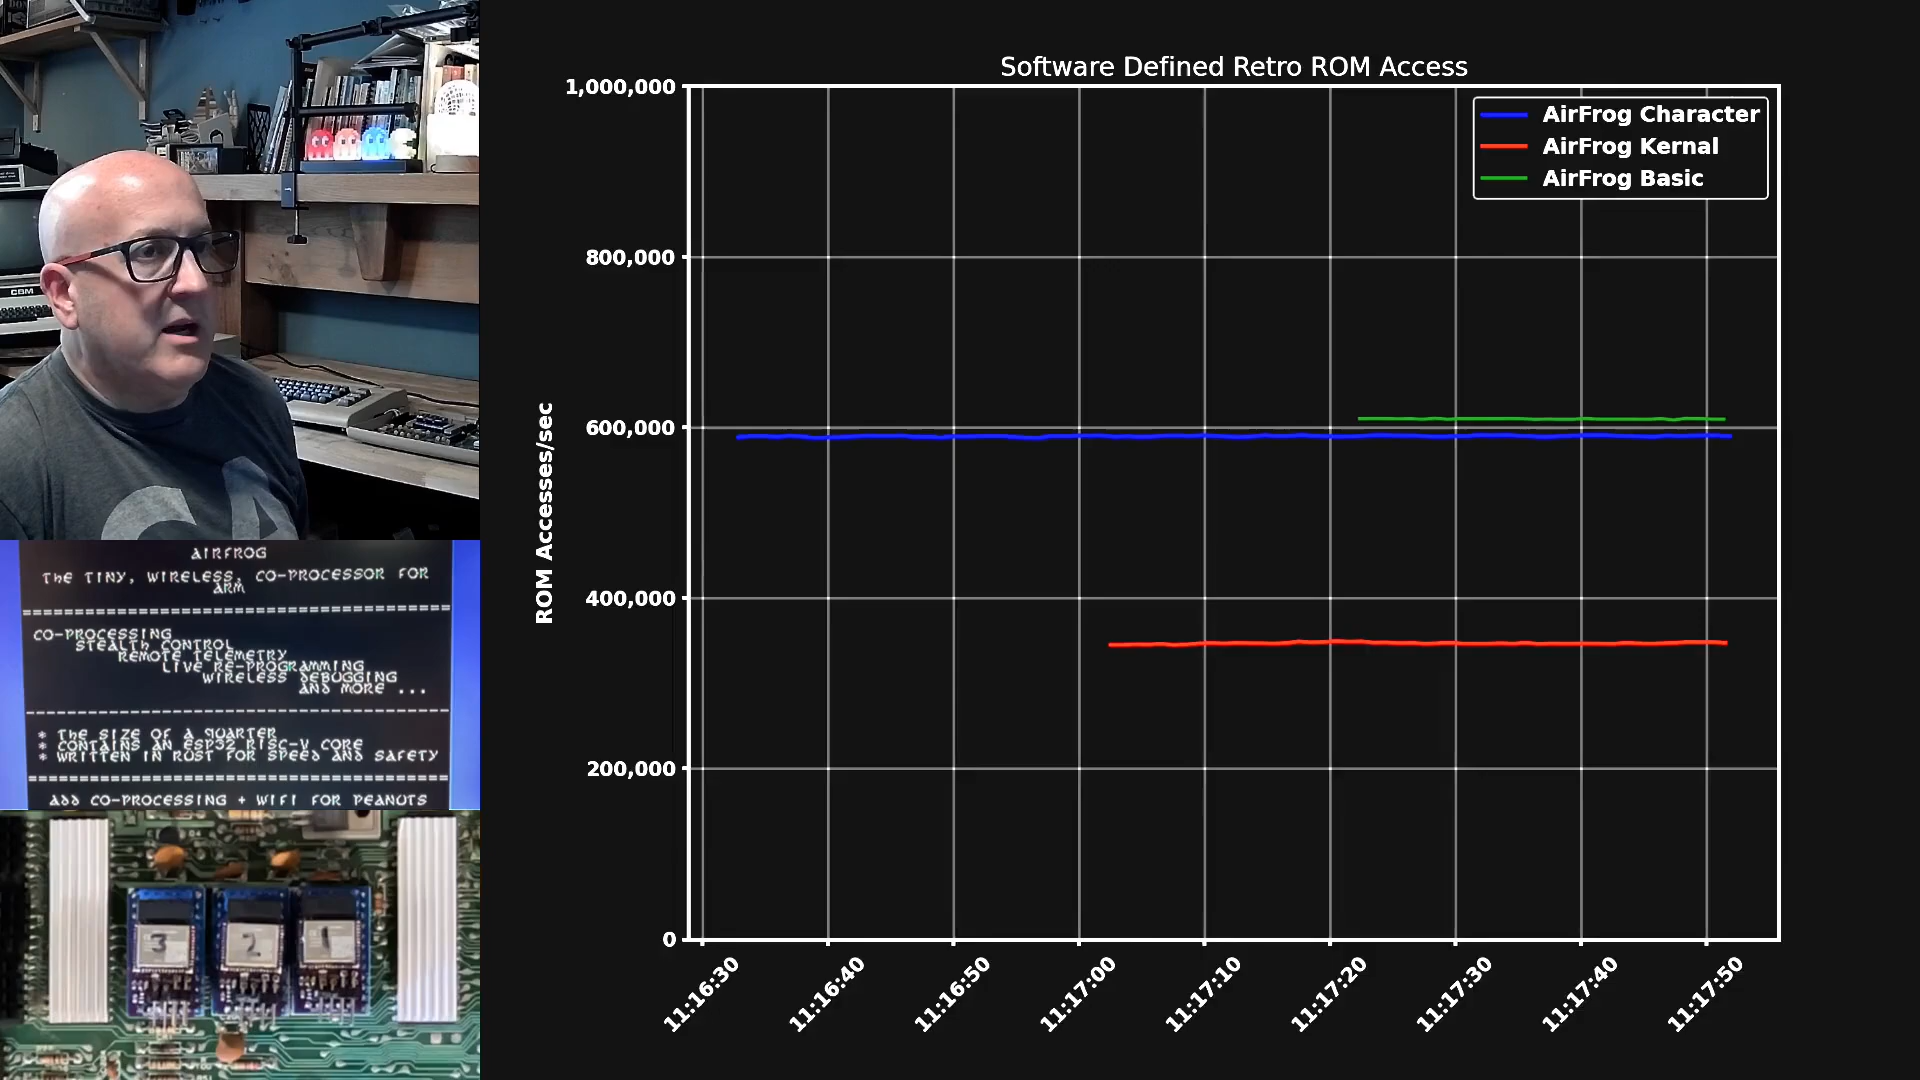 Software Defined Retro ROM Access
1,000,000
800,000
600,000
400,000
200,000
0
ROM Accesses/sec
AirFrog Character
AirFrog Kernal
AirFrog Basic
11:16:30
11:16:40
11:16:50
11:17:00
11:17:10
11:17:20
11:17:30
11:17:40
11:17:50
CBM
AIRFROG
THE TINY, WIRELESS, CO-PROCESSOR FOR
ARM
CO-PROCESSING
STEALTH CONTROL
REMOTE TELEMETRY
LIVE RE-PROGRAMMING
WIRELESS DEBUGGING
AND MORE ...
* THE SIZE OF A QUARTER
* CONTAINS AN ESP32 RISC-V CORE
* WRITTEN IN RUST FOR SPEED AND SAFETY
ADD CO-PROCESSING + WIFI FOR PEANUTS
3
2
1